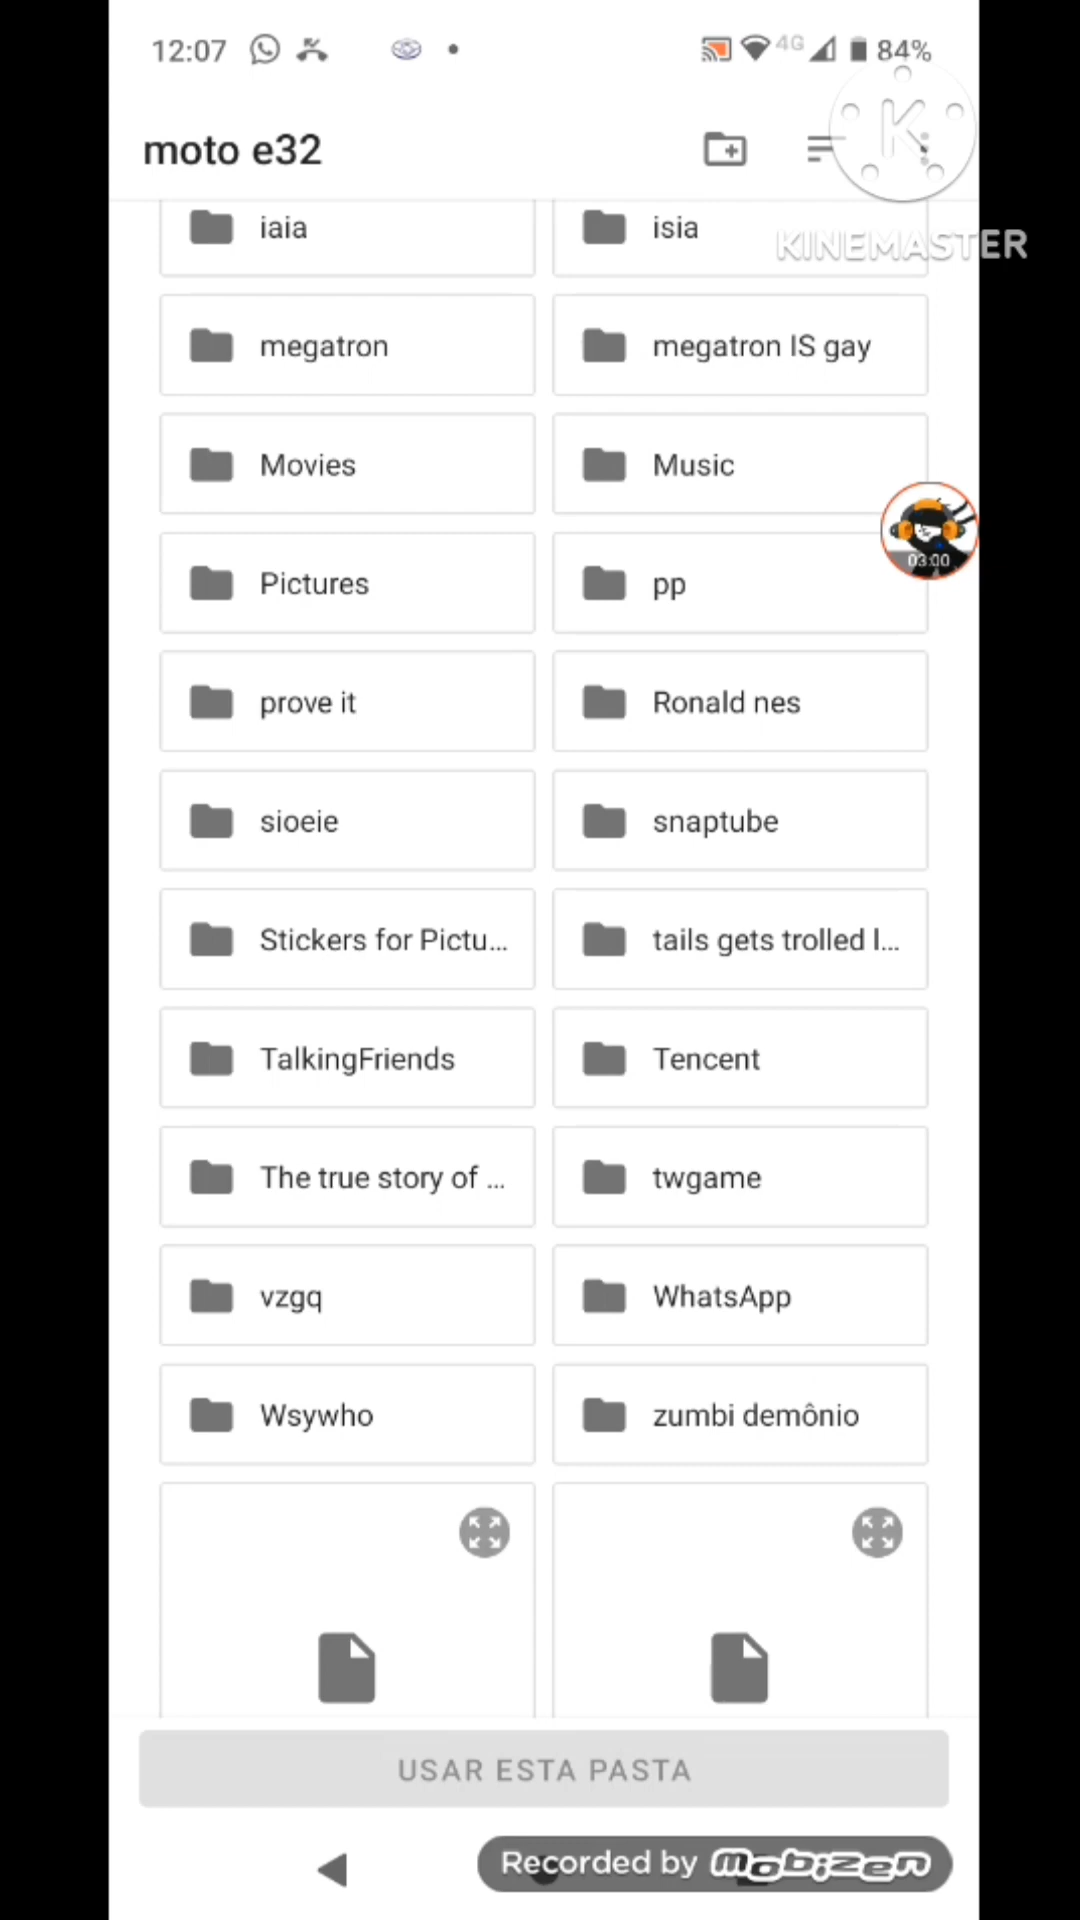 12:07 4G 84%
moto e32
KINEMASTER
iaia isia
megatron megatron IS gay
Movies Music
03:00
Pictures pp
prove it Ronald nes
sioeie snaptube
Stickers for Pictu... tails gets trolled l...
TalkingFriends Tencent
The true story of ... twgame
vzgq WhatsApp
Wsywho zumbi demônio
USAR ESTA PASTA
Recorded by mobizen